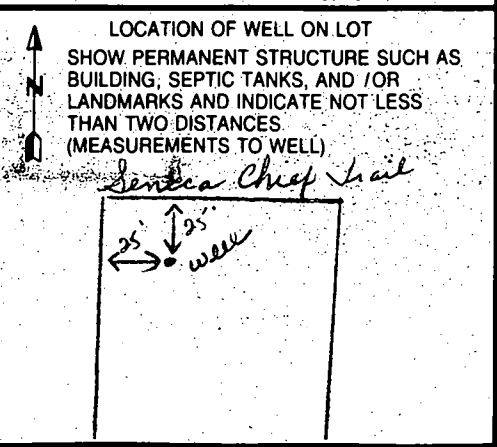 LOCATION OF WELL ON LOT
N
SHOW PERMANENT STRUCTURE SUCH AS
BUILDING, SEPTIC TANKS, AND /OR
LANDMARKS AND INDICATE NOT LESS
THAN TWO DISTANCES
(MEASUREMENTS TO WELL)
Seneca Chief Trail
25'
25'
well